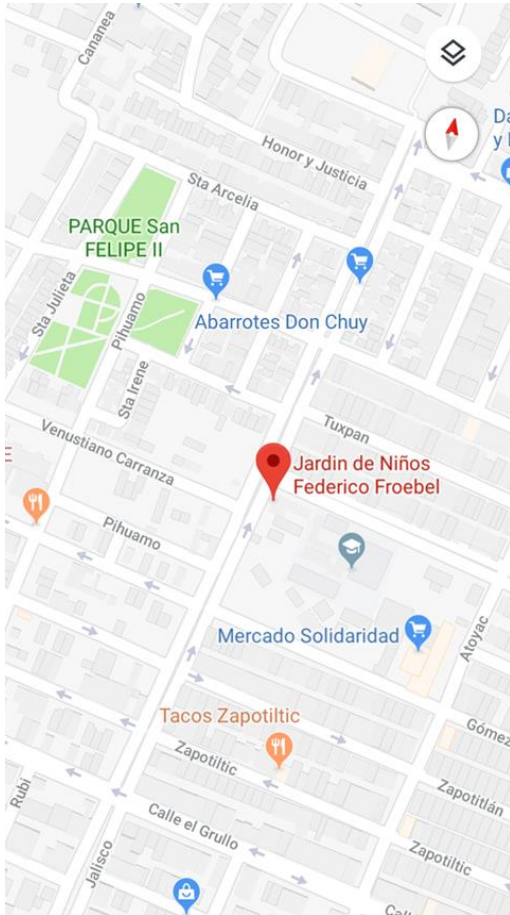 Cananea
Da
y
Honor y Justicia
Sta Arcelia
PARQUE San
FELIPE II
Sta Julieta
Pihuamo
Abarrotes Don Chuy
Sta Irene
Tuxpan
Venustiano Carranza
Jardin de Niños
Federico Froebel
E
Pihuamo
Mercado Solidaridad
Atoyac
Tacos Zapotiltic
Gómez
Zapotiltic
Zapotitlán
Rubi
Calle el Grullo
Zapotiltic
Jalisco
Calle